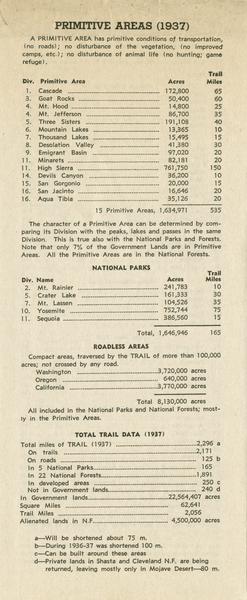 PRIMITIVE AREAS (1937)
A PRIMITIVE AREA has primitive conditions of transportation,
(no roads); no disturbance of the vegetation, (no improved
camps, etc.); no disturbance of animal life (no hunting; game
refuge).
Trail
Div. Primitive Area Acres Miles
1. Cascade 172,800 65
3. Goat Rocks 50,400 60
4. Mt. Hood 14,800 25
4. Mt. Jefferson 86,700 35
5. Three Sisters 191,108 40
6. Mountain Lakes 13,365 10
7. Thousand Lakes 15,495 15
8. Desolation Valley 41,380 30
9. Emigrant Basin 97,020 20
11. Minarets 82,181 20
11. High Sierra 761,750 150
14. Devils Canyon 36,200 10
15. San Gorgonio 20,000 15
16. San Jacinto 16,646 20
16. Aqua Tibia 35,126 20
15 Primitive Areas, 1,634,971 535
The character of a Primitive Area can be determined by com-
paring its Division with the peaks, lakes and passes in the same
Division. This is true also with the National Parks and Forests.
Note that only 7% of the Government Lands are in Primitive
Areas. All the Primitive Areas are in the National Forests.
NATIONAL PARKS
Trail
Div. Name Acres Miles
2. Mt. Rainier 241,783 10
5. Crater Lake 161,333 30
7. Mt. Lassen 104,526 35
10. Yosemite 752,744 75
11. Sequoia 386,560 15
Total, 1,646,946 165
ROADLESS AREAS
Compact areas, traversed by the TRAIL of more than 100,000
acres; not crossed by any road.
Washington 3,720,000 acres
Oregon 640,000 acres
California 3,770,000 acres
Total 8,130,000 acres
All included in the National Parks and National Forests; most-
ly in the Primitive Areas.
TOTAL TRAIL DATA (1937)
Total miles of TRAIL (1937) 2,296 a
On trails 2,171
On roads 125 b
In 5 National Parks 165
In 22 National Forests 1,891
In developed areas 250 c
Not in Government lands 240 d
In Government lands 22,564,407 acres
Square Miles 62,641
Trail Miles 2,056
Alienated lands in N.F. 4,500,000 acres
a—Will be shortened about 75 m.
b—During 1936-37 was shortened 100 m.
c—Can be built around these areas
d—Private lands in Shasta and Cleveland N.F. are being
returned, leaving mostly only in Mojave Desert—80 m.